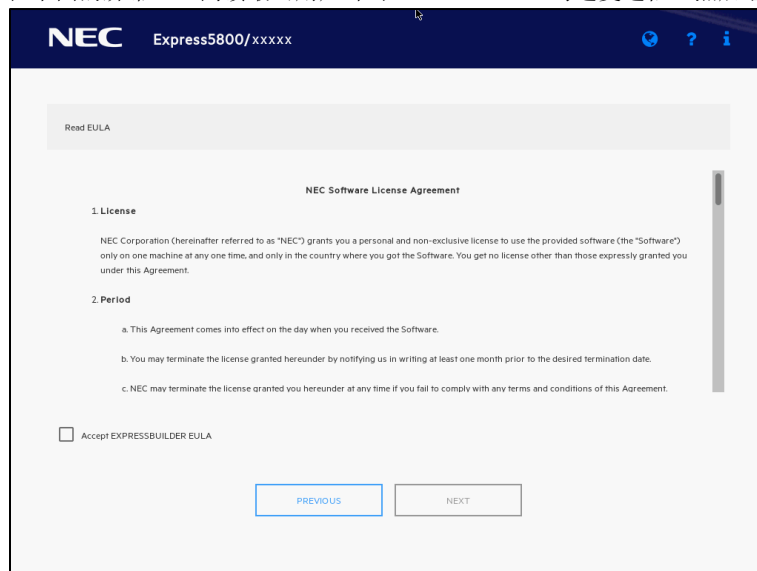 NEC Express5800/xxxxx
Read EULA
NEC Software License Agreement
1. License
NEC Corporation (hereinafter referred to as "NEC") grants you a personal and non-exclusive license to use the provided software (the "Software")
only on one machine at any one time, and only in the country where you got the Software. You get no license other than those expressly granted you
under this Agreement.
2. Period
a. This Agreement comes into effect on the day when you received the Software.
b. You may terminate the license granted hereunder by notifying us in writing at least one month prior to the desired termination date.
c. NEC may terminate the license granted you hereunder at any time if you fail to comply with any terms and conditions of this Agreement.
Accept EXPRESSBUILDER EULA
PREVIOUS NEXT